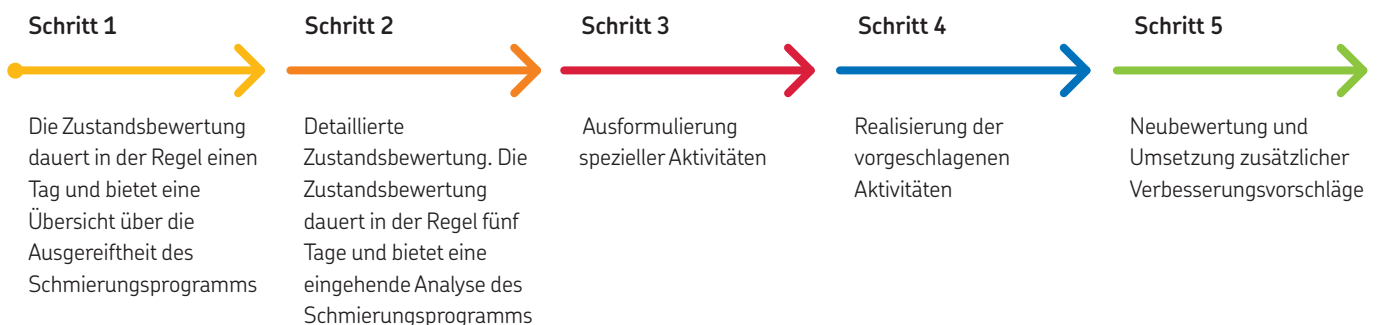 Schritt 1
Die Zustandsbewertung
dauert in der Regel einen
Tag und bietet eine
Übersicht über die
Ausgereiftheit des
Schmierungsprogramms
Schritt 2
Detaillierte
Zustandsbewertung. Die
Zustandsbewertung
dauert in der Regel fünf
Tage und bietet eine
eingehende Analyse des
Schmierungsprogramms
Schritt 3
Ausformulierung
spezieller Aktivitäten
Schritt 4
Realisierung der
vorgeschlagenen
Aktivitäten
Schritt 5
Neubewertung und
Umsetzung zusätzlicher
Verbesserungsvorschläge